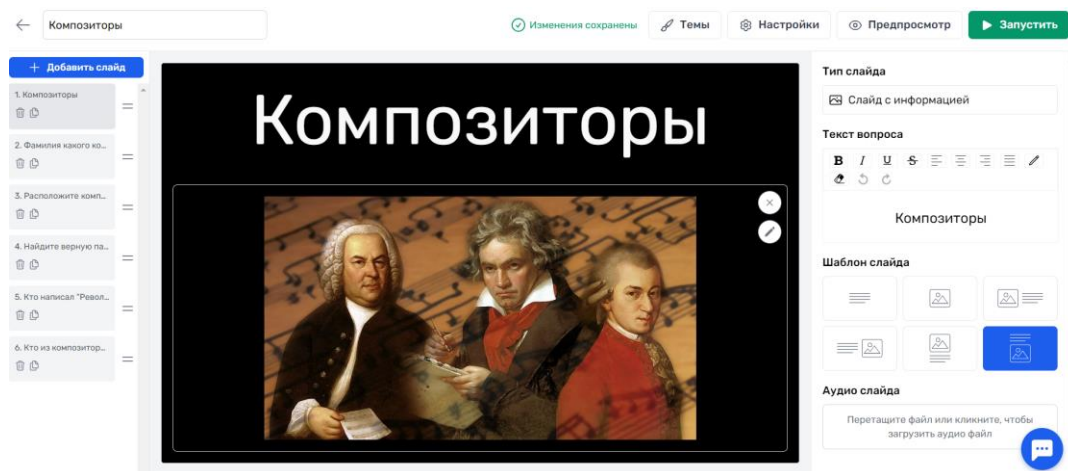 Композиторы
Изменения сохранены
Темы
Настройки
Предпросмотр
Запустить
+ Добавить слайд
1. Композиторы
2. Фамилия какого ко...
3. Расположите комп...
4. Найдите верную па...
5. Кто написал "Револ...
6. Кто из композитор...
Композиторы
Тип слайда
Слайд с информацией
Текст вопроса
B I U S
Композиторы
Шаблон слайда
Аудио слайда
Перетащите файл или кликните, чтобы
загрузить аудио файл